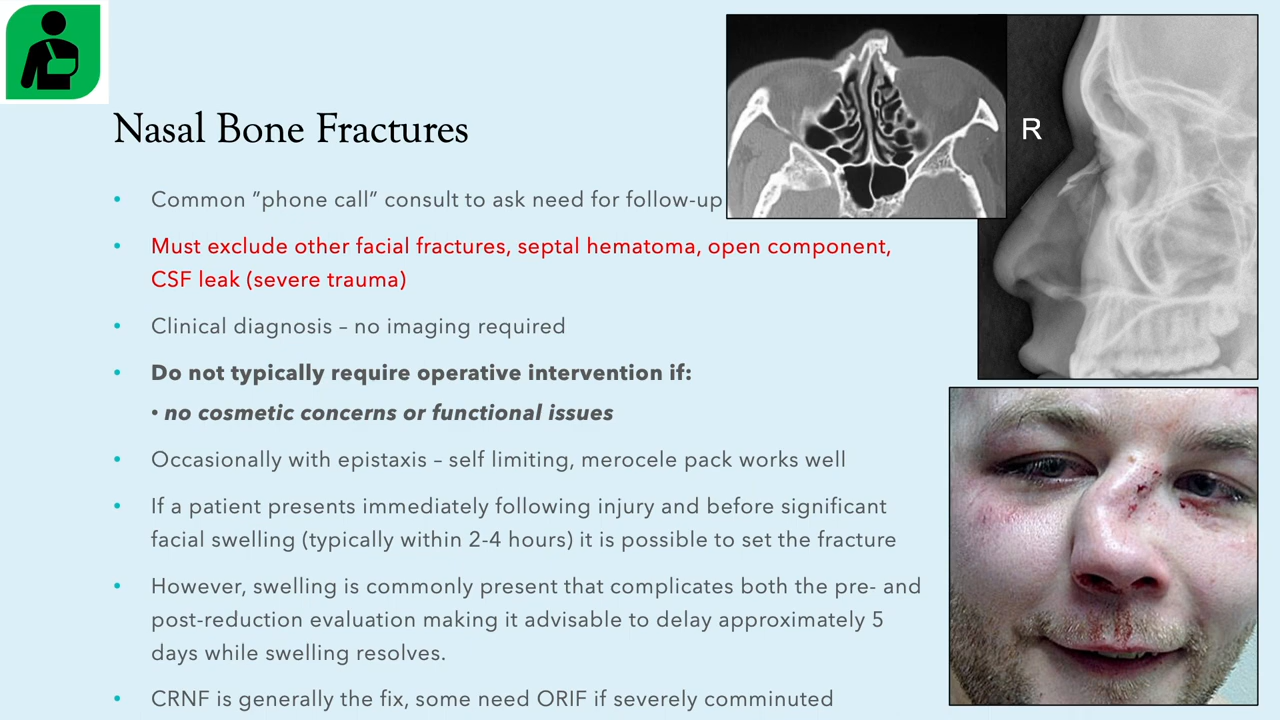 Nasal Bone Fractures
• Common ”phone call” consult to ask need for follow-up
• Must exclude other facial fractures, septal hematoma, open component,
CSF leak (severe trauma)
• Clinical diagnosis – no imaging required
• Do not typically require operative intervention if:
• no cosmetic concerns or functional issues
• Occasionally with epistaxis – self limiting, merocele pack works well
• If a patient presents immediately following injury and before significant
facial swelling (typically within 2-4 hours) it is possible to set the fracture
• However, swelling is commonly present that complicates both the pre- and
post-reduction evaluation making it advisable to delay approximately 5
days while swelling resolves.
• CRNF is generally the fix, some need ORIF if severely comminuted
R